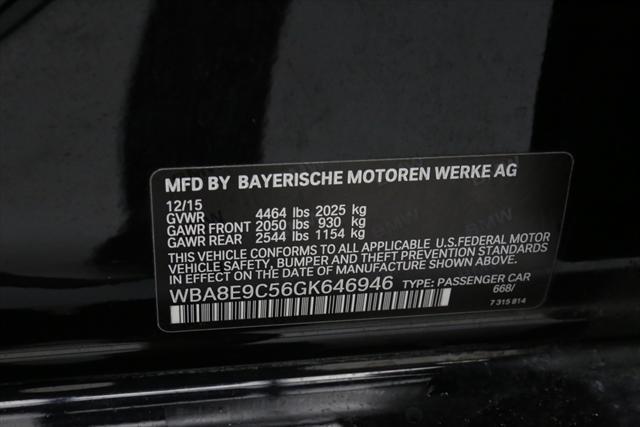 MFD BY BAYERISCHE MOTOREN WERKE AG
12/15
GVWR 4464 lbs 2025 kg
GAWR FRONT 2050 lbs 930 kg
GAWR REAR 2544 lbs 1154 kg
THIS VEHICLE CONFORMS TO ALL APPLICABLE U.S.FEDERAL MOTOR
VEHICLE SAFETY, BUMPER AND THEFT PREVENTION STANDARDS
IN EFFECT ON THE DATE OF MANUFACTURE SHOWN ABOVE.
WBA8E9C56GK646946 TYPE: PASSENGER CAR
668/
7 315 814